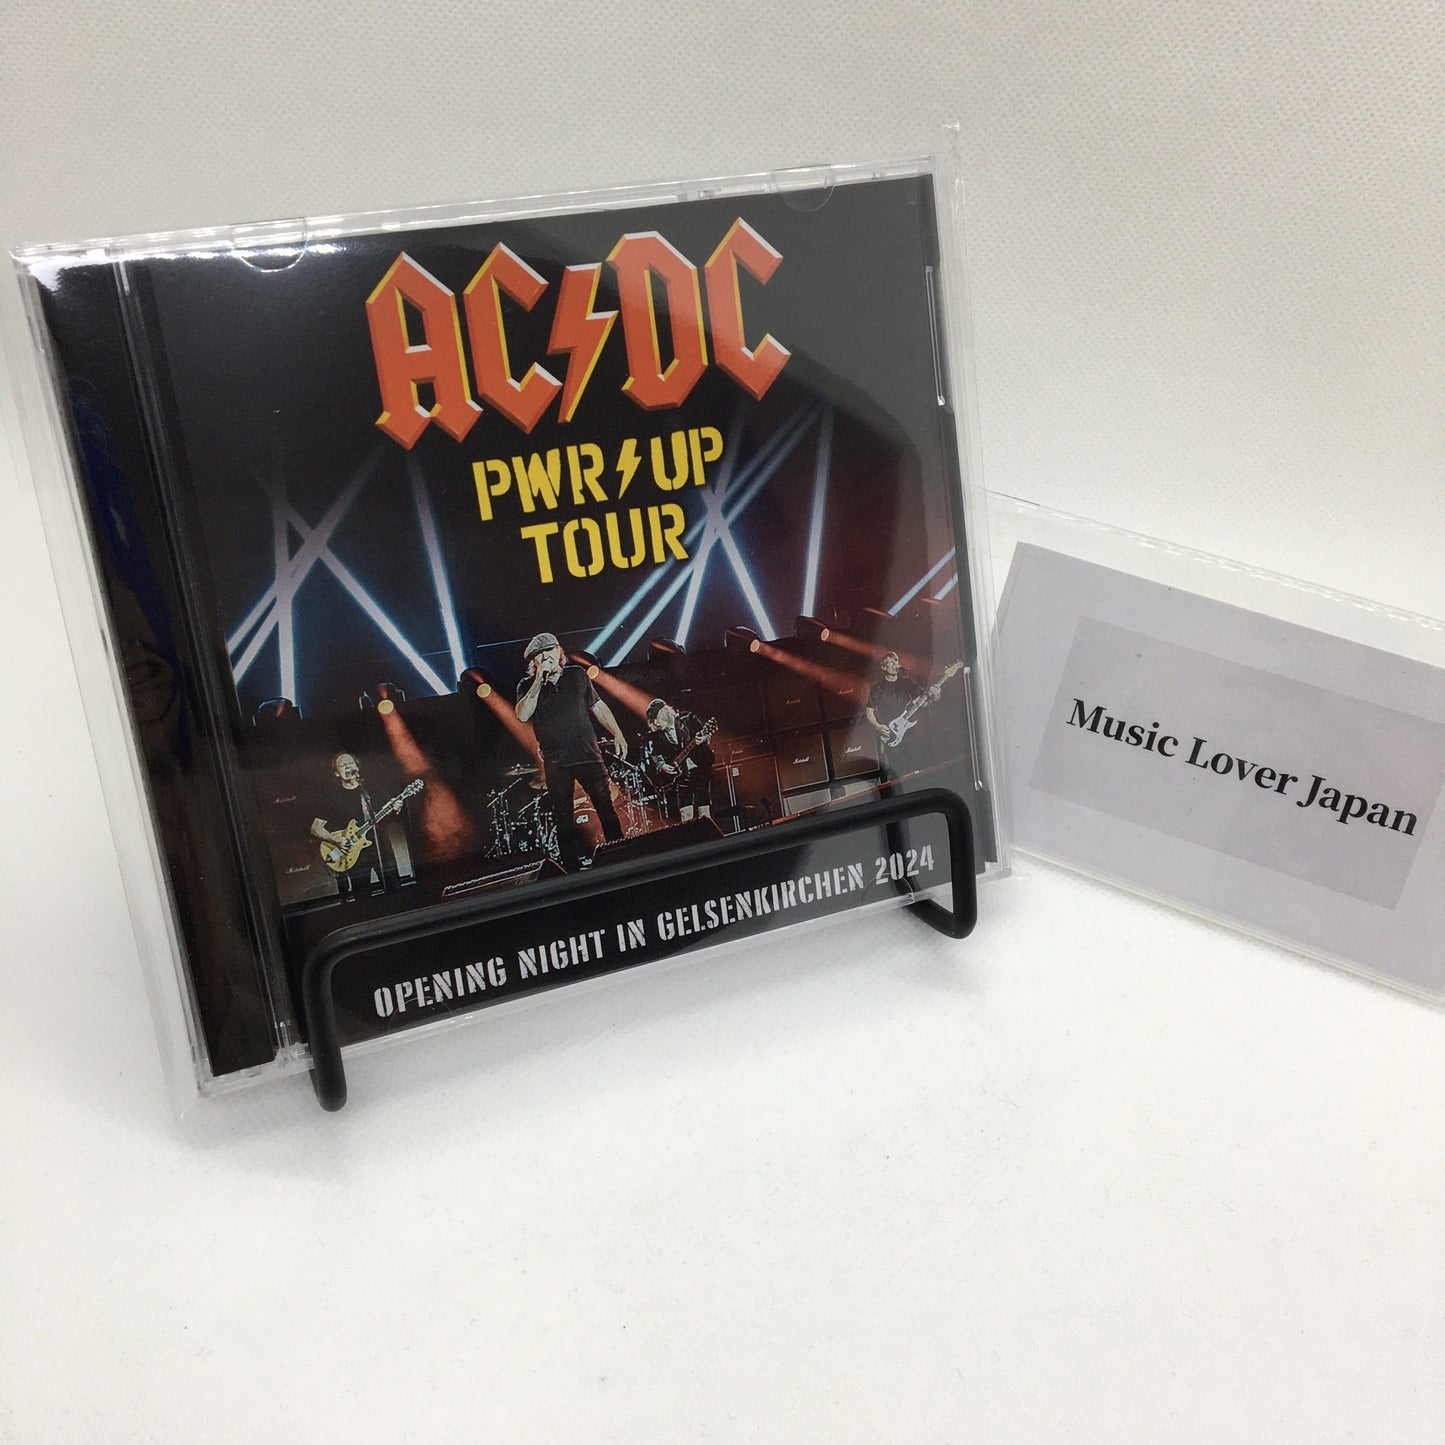 AC⚡DC
PWR⚡UP
TOUR
OPENING NIGHT IN GELSENKIRCHEN 2024
Music Lover Japan